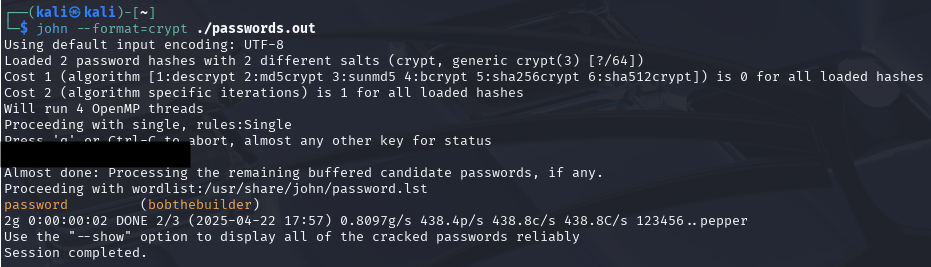 ┌──(kali㉿kali)-[~]
└─$ john --format=crypt ./passwords.out
Using default input encoding: UTF-8
Loaded 2 password hashes with 2 different salts (crypt, generic crypt(3) [?/64])
Cost 1 (algorithm [1:descrypt 2:md5crypt 3:sunmd5 4:bcrypt 5:sha256crypt 6:sha512crypt]) is 0 for all loaded hashes
Cost 2 (algorithm specific iterations) is 1 for all loaded hashes
Will run 4 OpenMP threads
Proceeding with single, rules:Single
Press 'q' or Ctrl-C to abort, almost any other key for status
Almost done: Processing the remaining buffered candidate passwords, if any.
Proceeding with wordlist:/usr/share/john/password.lst
password         (bobthebuilder)
2g 0:00:00:02 DONE 2/3 (2025-04-22 17:57) 0.8097g/s 438.4p/s 438.8c/s 438.8C/s 123456..pepper
Use the "--show" option to display all of the cracked passwords reliably
Session completed.